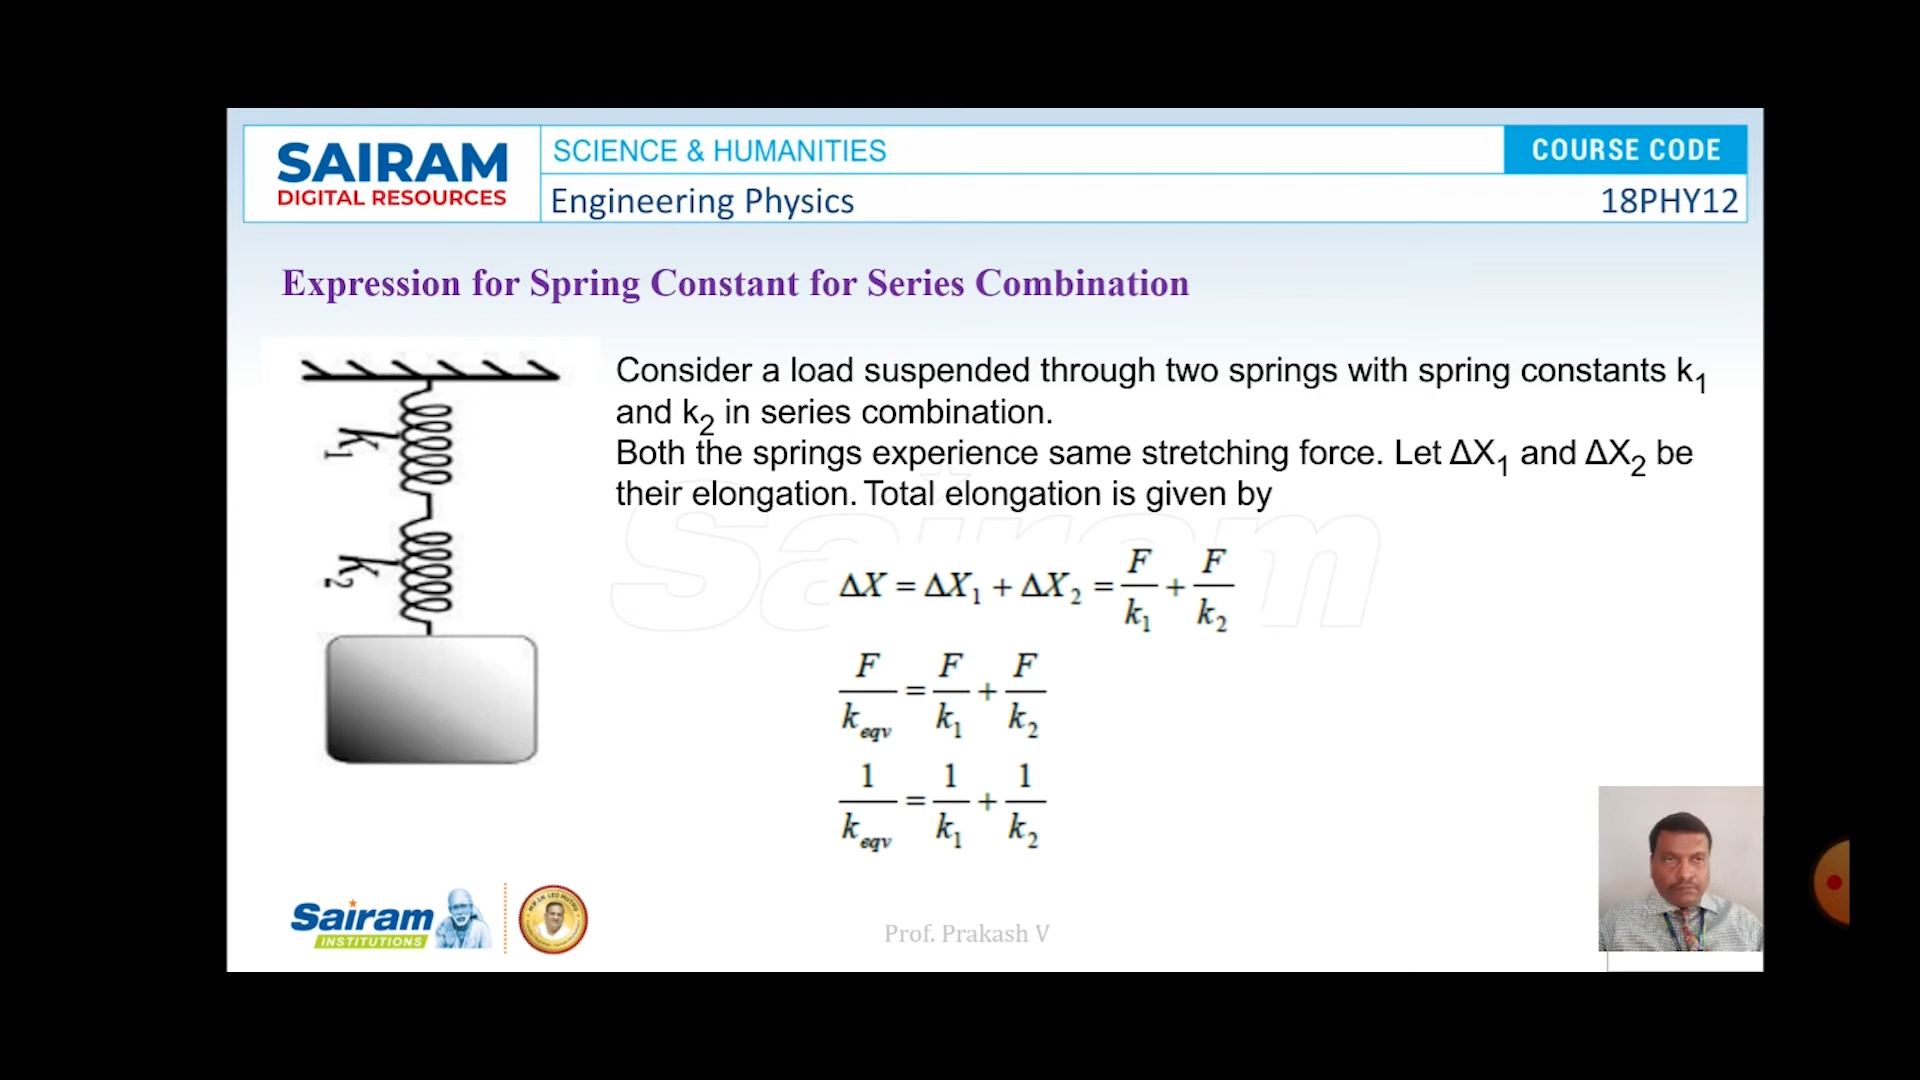 SAIRAM
DIGITAL RESOURCES
SCIENCE & HUMANITIES
COURSE CODE
Engineering Physics
18PHY12
Expression for Spring Constant for Series Combination
Consider a load suspended through two springs with spring constants k₁
and k₂ in series combination.
Both the springs experience same stretching force. Let ΔX₁ and ΔX₂ be
their elongation. Total elongation is given by
k₁
k₂
Sairam
ΔX = ΔX₁ + ΔX₂ = F/k₁ + F/k₂
F/k_eqv = F/k₁ + F/k₂
1/k_eqv = 1/k₁ + 1/k₂
Sairam
INSTITUTIONS
Prof. Prakash V